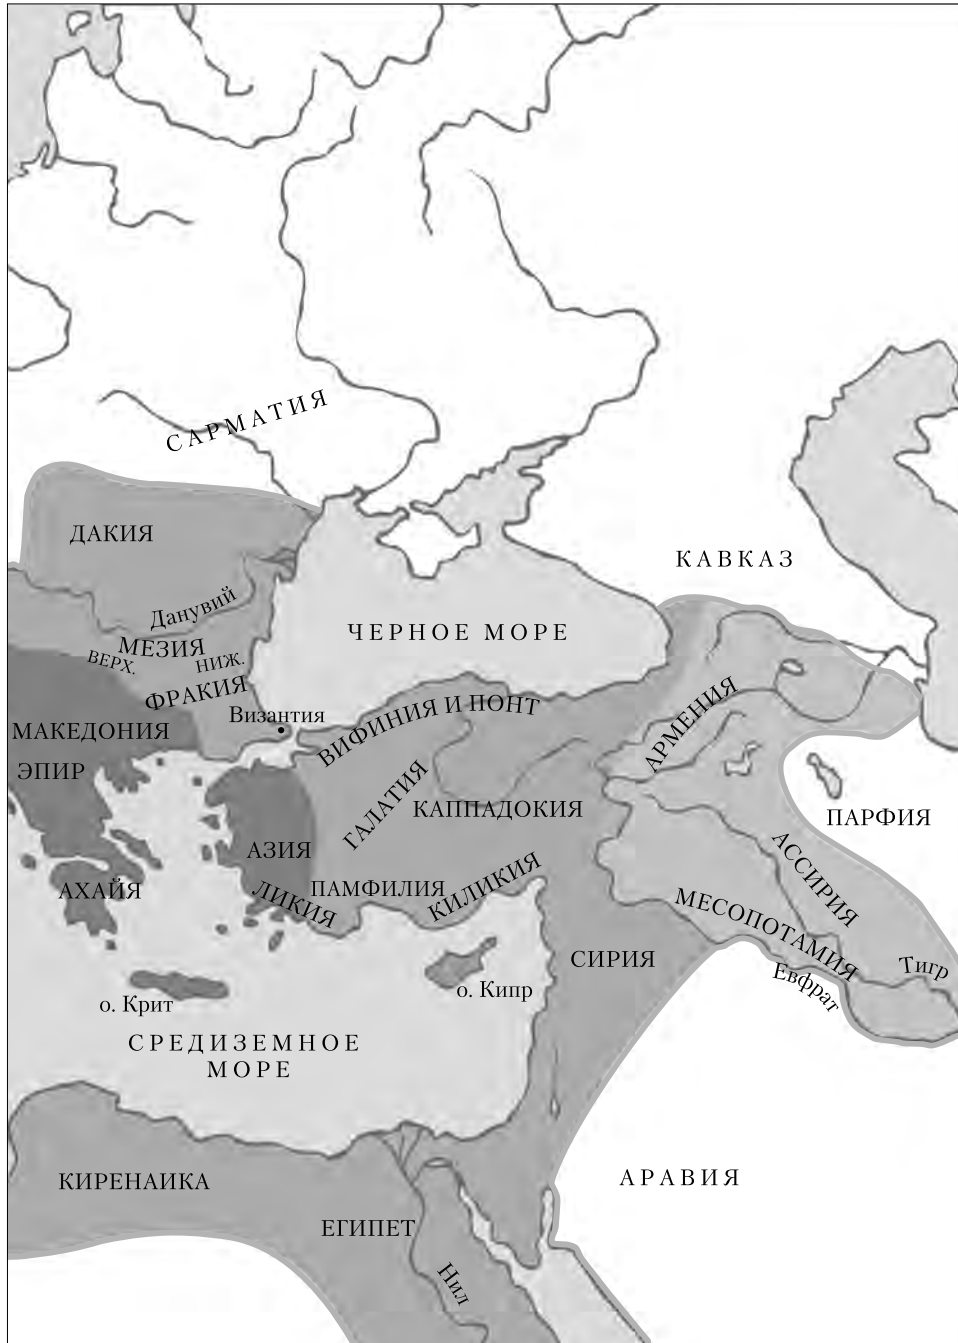 САРМАТИЯ
ДАКИЯ
КАВКАЗ
Данувий
ЧЕРНОЕ МОРЕ
МЕЗИЯ
ВЕРХ.
НИЖ.
ФРАКИЯ
Византия
ВИФИНИЯ И ПОНТ
АРМЕНИЯ
МАКЕДОНИЯ
ЭПИР
ГАЛАТИЯ
КАППАДОКИЯ
ПАРФИЯ
АЗИЯ
АССИРИЯ
АХАЙЯ
ЛИКИЯ
ПАМФИЛИЯ
КИЛИКИЯ
МЕСОПОТАМИЯ
СИРИЯ
Тигр
Евфрат
о. Крит
о. Кипр
СРЕДИЗЕМНОЕ
МОРЕ
КИРЕНАИКА
АРАВИЯ
ЕГИПЕТ
Нил